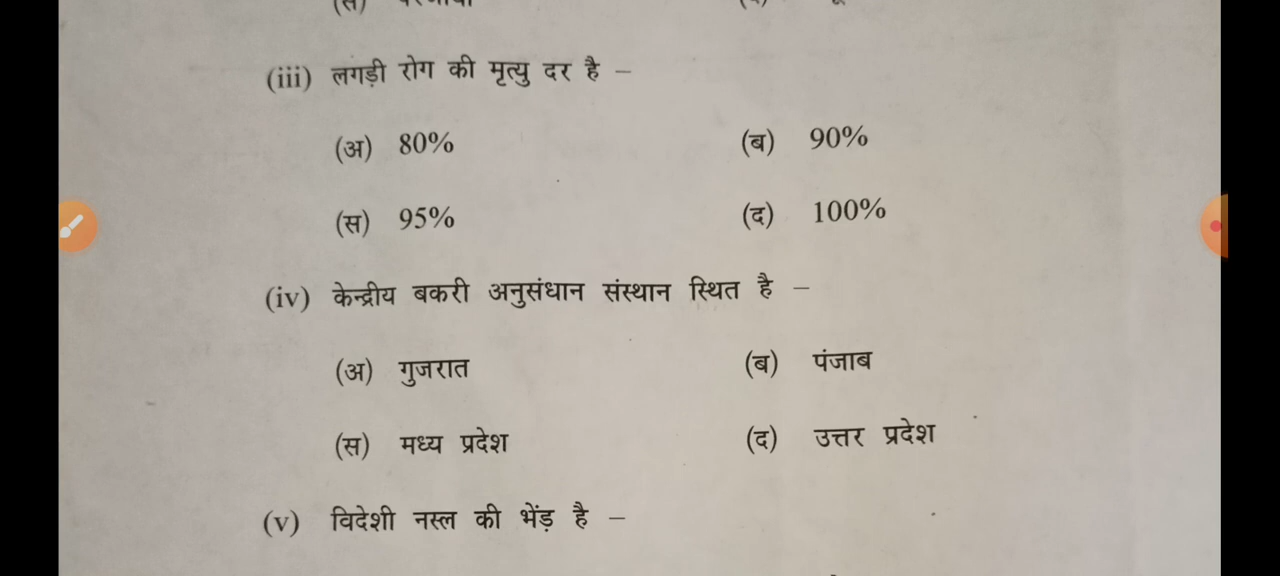 (iii) लगड़ी रोग की मृत्यु दर है –
(अ) 80% (ब) 90%
(स) 95% (द) 100%
(iv) केन्द्रीय बकरी अनुसंधान संस्थान स्थित है –
(अ) गुजरात (ब) पंजाब
(स) मध्य प्रदेश (द) उत्तर प्रदेश
(v) विदेशी नस्ल की भेंड़ है –